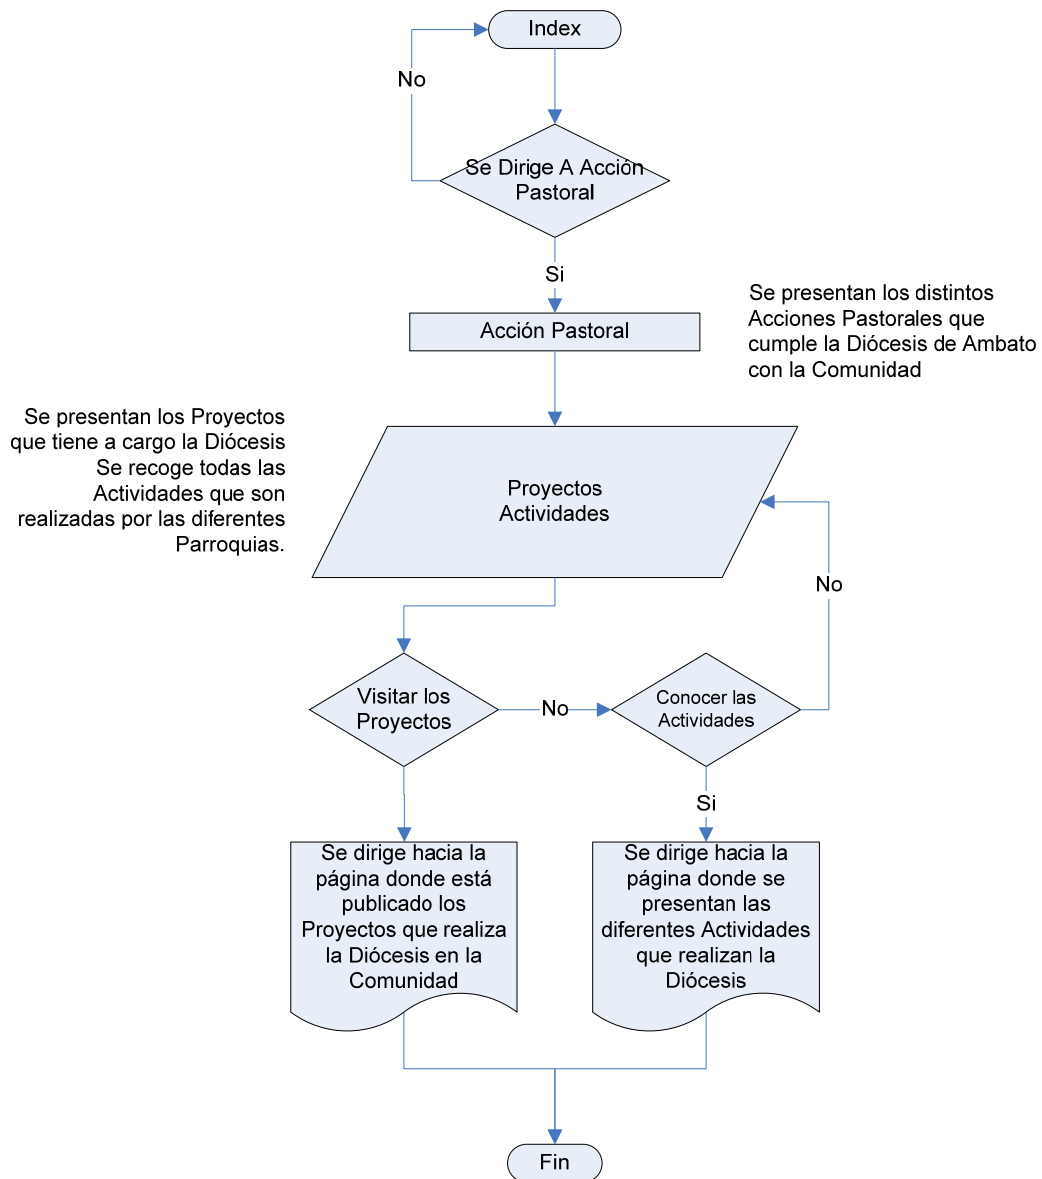 Index
No
Se Dirige A Acción
Pastoral
Si
Acción Pastoral
Se presentan los distintos
Acciones Pastorales que
cumple la Diócesis de Ambato
con la Comunidad
Se presentan los Proyectos
que tiene a cargo la Diócesis
Se recoge todas las
Actividades que son
realizadas por las diferentes
Parroquias.
Proyectos
Actividades
No
Visitar los
Proyectos
No
Conocer las
Actividades
Si
Se dirige hacia la
página donde está
publicado los
Proyectos que realiza
la Diócesis en la
Comunidad
Se dirige hacia la
página donde se
presentan las
diferentes Actividades
que realizan la
Diócesis
Fin